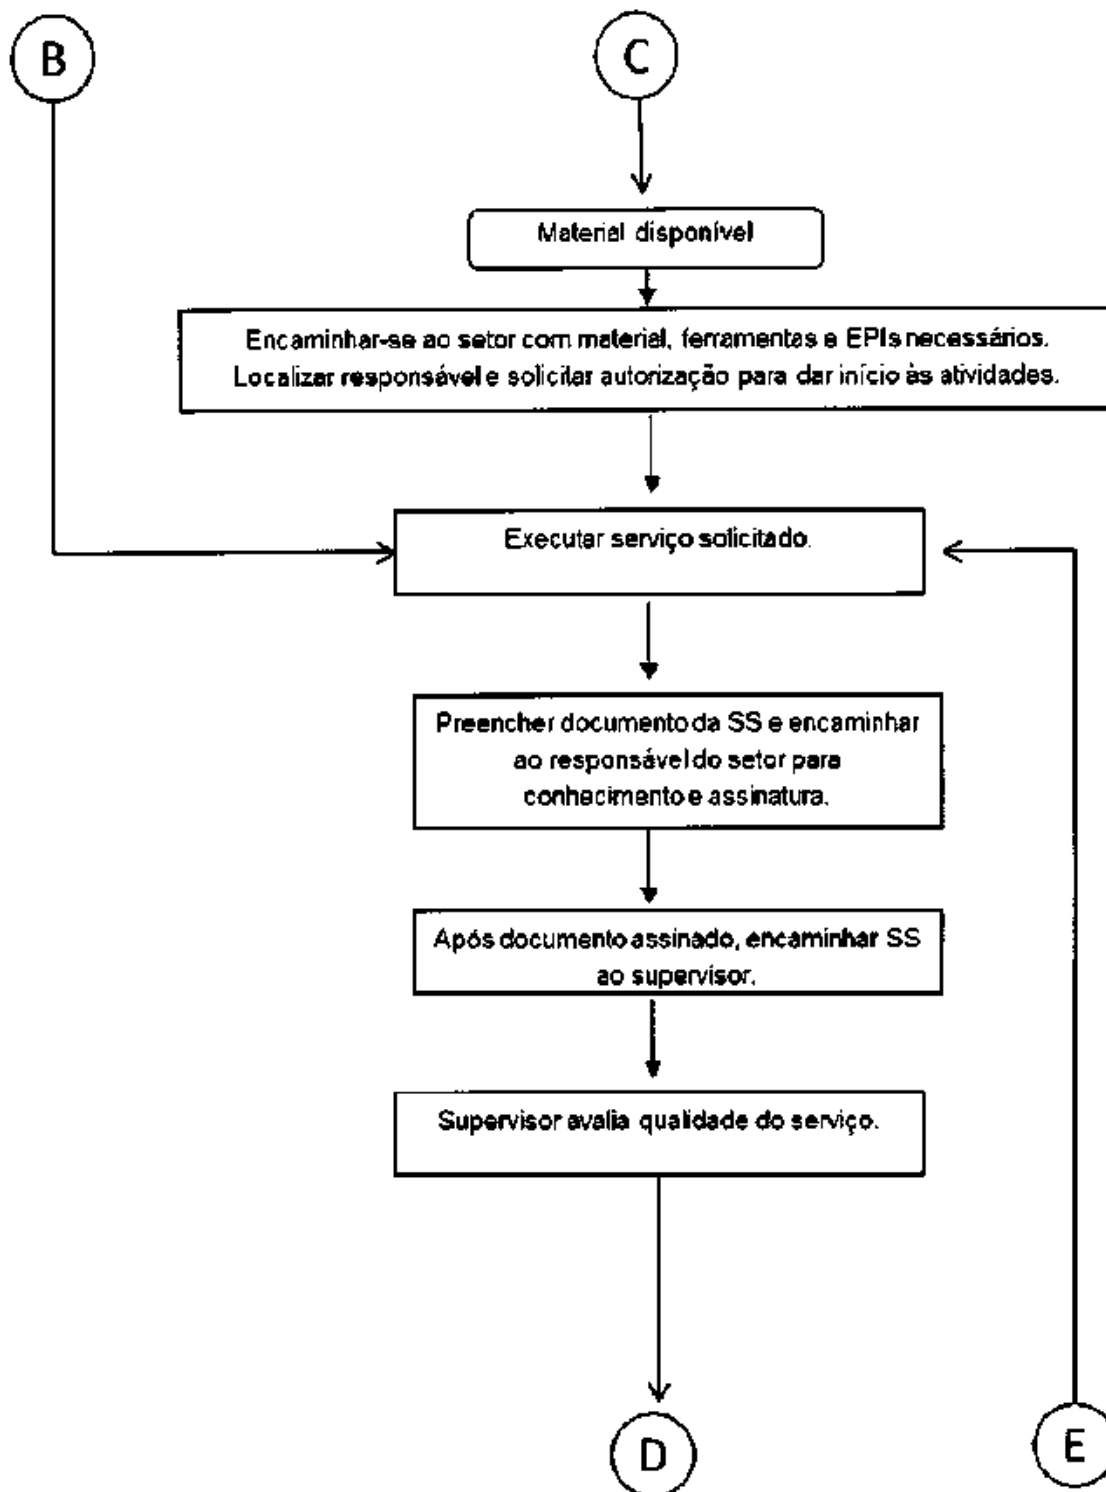 B
C
Material disponível
Encaminhar-se ao setor com material, ferramentas e EPIs necessários.
Localizar responsável e solicitar autorização para dar início às atividades.
Executar serviço solicitado.
Preencher documento da SS e encaminhar
ao responsável do setor para
conhecimento e assinatura.
Após documento assinado, encaminhar SS
ao supervisor.
Supervisor avalia qualidade do serviço.
D
E